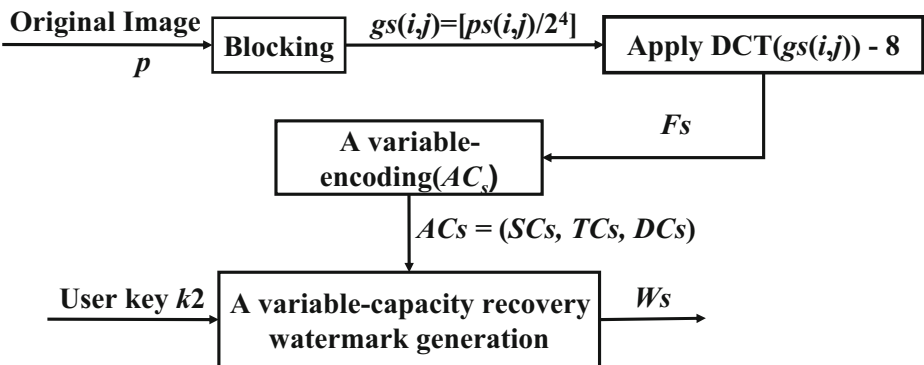 Original Image
p
Blocking
gs(i,j)=[ps(i,j)/2⁴]
Apply DCT(gs(i,j)) - 8
Fs
A variable-
encoding(ACₛ)
ACs = (SCs, TCs, DCs)
User key k2
A variable-capacity recovery
watermark generation
Ws